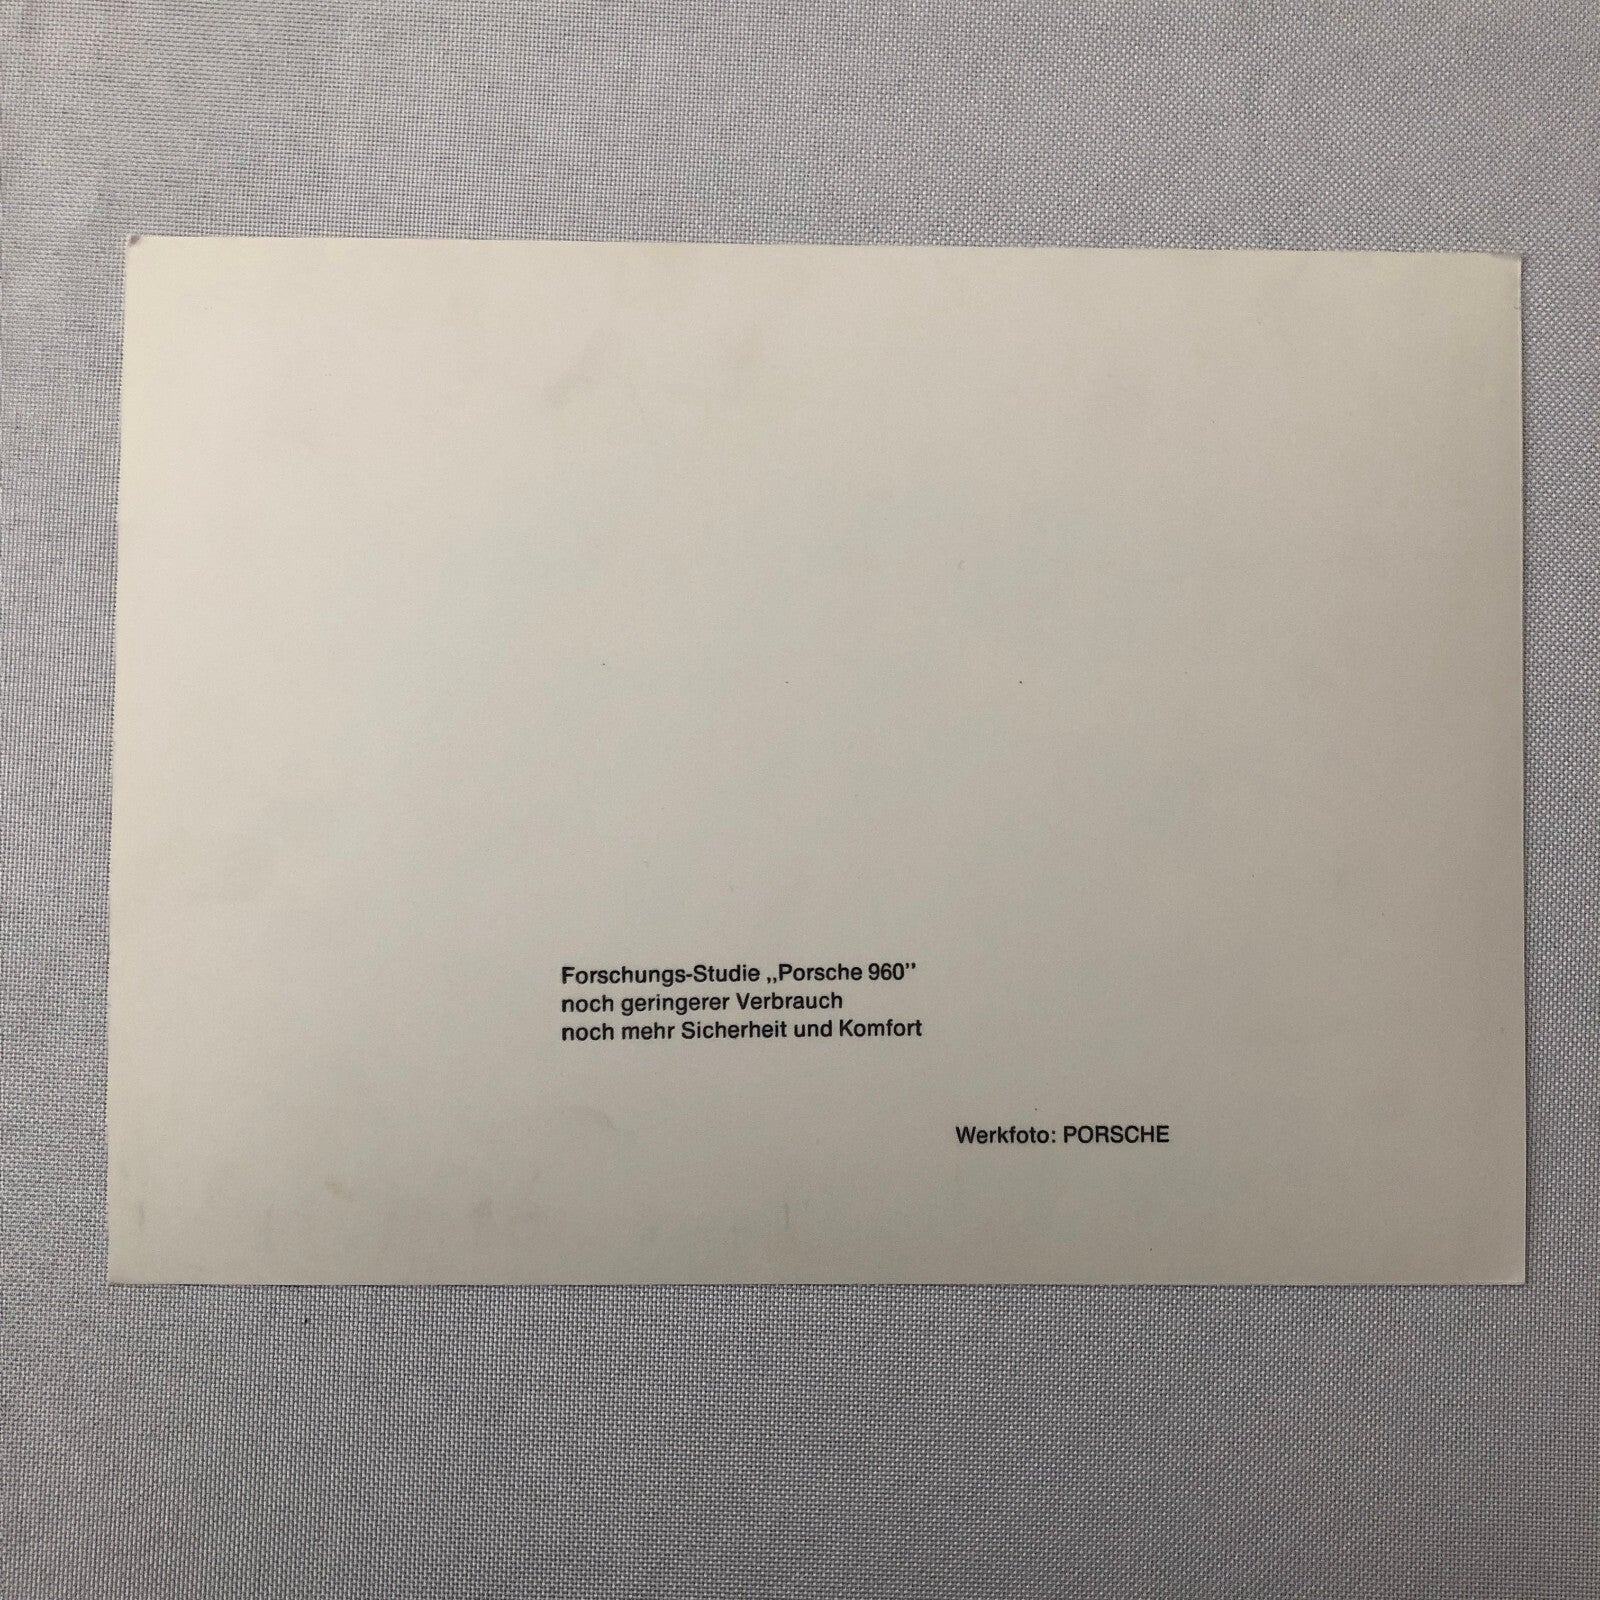 Forschungs-Studie „Porsche 960”
noch geringerer Verbrauch
noch mehr Sicherheit und Komfort
Werkfoto: PORSCHE